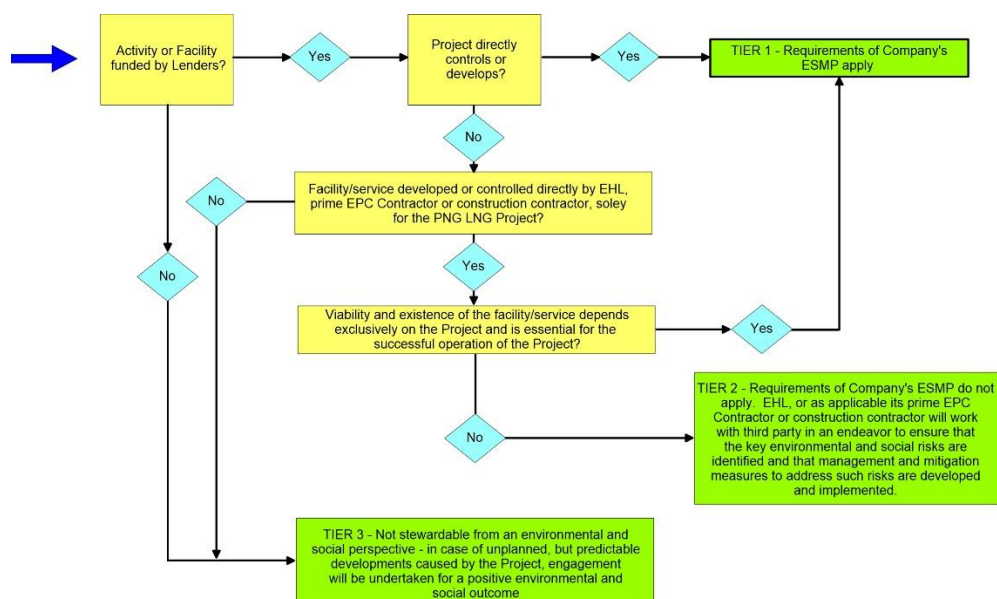 Activity or Facility
funded by Lenders?
Yes
Project directly
controls or
develops?
Yes
TIER 1 - Requirements of Company's
ESMP apply
No
Facility/service developed or controlled directly by EHL,
prime EPC Contractor or construction contractor, soley
for the PNG LNG Project?
No
Yes
No
Viability and existence of the facility/service depends
exclusively on the Project and is essential for the
successful operation of the Project?
Yes
No
TIER 2 - Requirements of Company's ESMP do not
apply. EHL, or as applicable its prime EPC
Contractor or construction contractor will work
with third party in an endeavor to ensure that
the key environmental and social risks are
identified and that management and mitigation
measures to address such risks are developed
and implemented.
TIER 3 - Not stewardable from an environmental and
social perspective - in case of unplanned, but predictable
developments caused by the Project, engagement
will be undertaken for a positive environmental and
social outcome